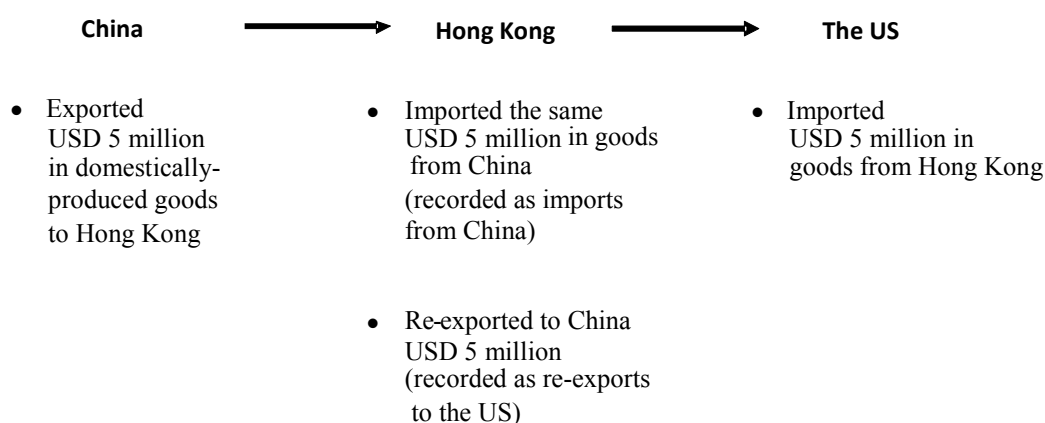 China
Hong Kong
The US
• Exported
USD 5 million
in domestically-
produced goods
to Hong Kong
• Imported the same
USD 5 million in goods
from China
(recorded as imports
from China)
• Re-exported to China
USD 5 million
(recorded as re-exports
to the US)
• Imported
USD 5 million in
goods from Hong Kong